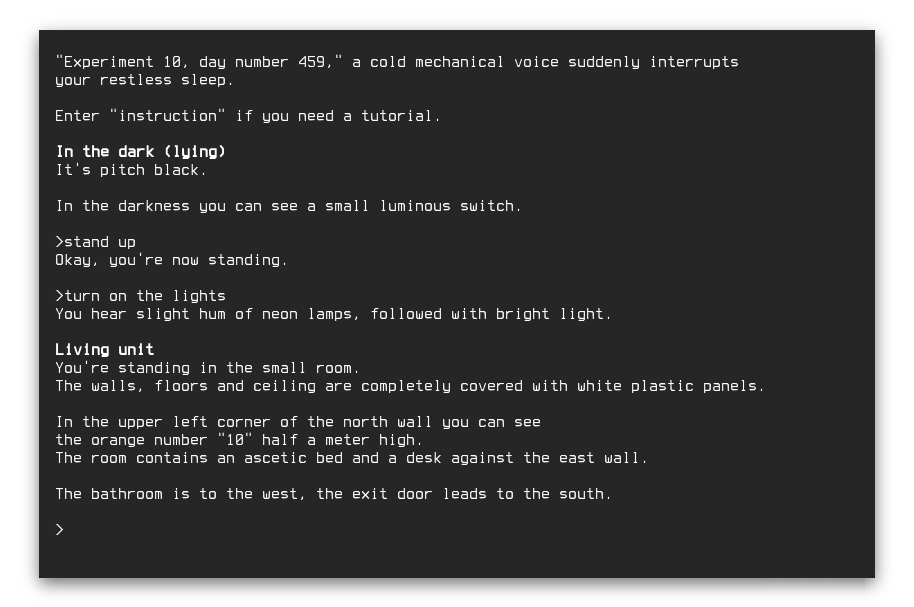 "Experiment 10, day number 459," a cold mechanical voice suddenly interrupts
your restless sleep.
Enter "instruction" if you need a tutorial.
In the dark (lying)
It's pitch black.
In the darkness you can see a small luminous switch.
>stand up
Okay, you're now standing.
>turn on the lights
You hear slight hum of neon lamps, followed with bright light.
Living unit
You're standing in the small room.
The walls, floors and ceiling are completely covered with white plastic panels.
In the upper left corner of the north wall you can see
the orange number "10" half a meter high.
The room contains an ascetic bed and a desk against the east wall.
The bathroom is to the west, the exit door leads to the south.
>